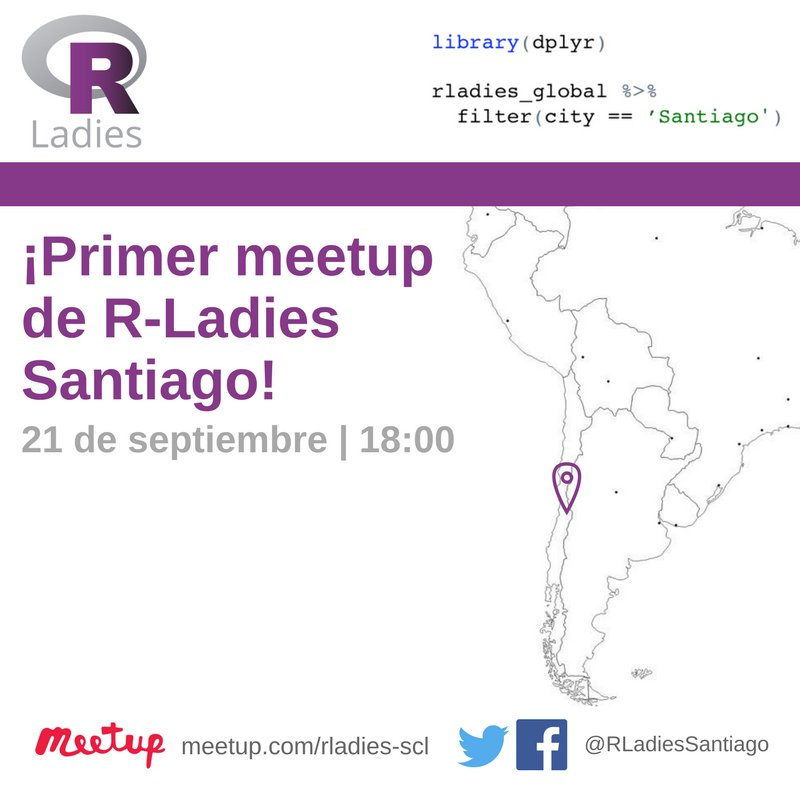 R
Ladies
library(dplyr)
rladies_global %>%
filter(city == ’Santiago')
¡Primer meetup
de R-Ladies
Santiago!
21 de septiembre | 18:00
meetup
meetup.com/rladies-scl
f
@RLadiesSantiago